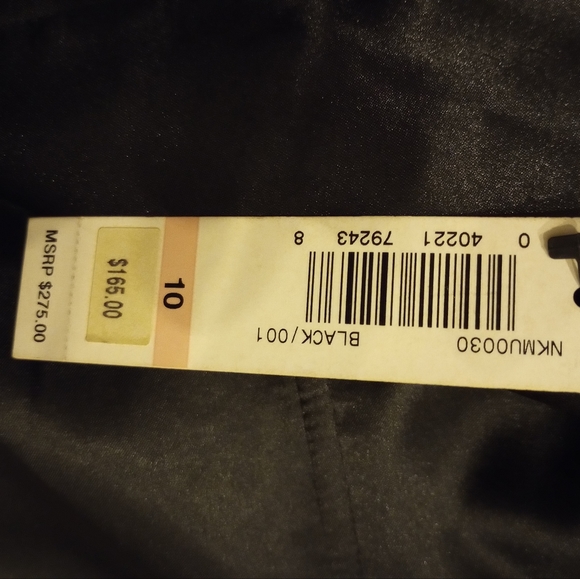 NKMU0030
BLACK/001
0 40221 79243 8
10
$165.00
MSRP $275.00